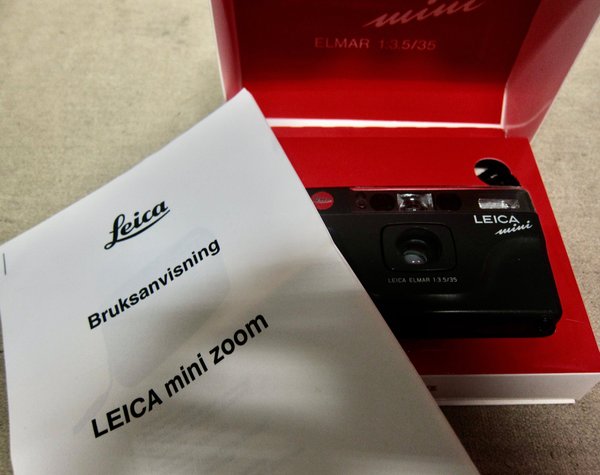 mini
ELMAR 1:3.5/35
Leica
Bruksanvisning
LEICA mini zoom
Leica
LEICA
mini
LEICA ELMAR 1:3.5/35